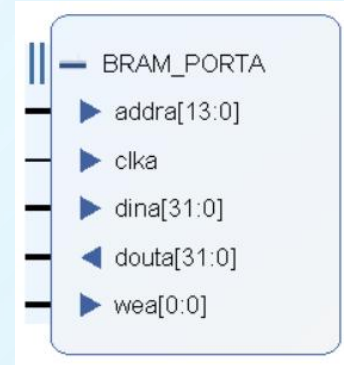 BRAM_PORTA
addra[13:0]
clka
dina[31:0]
douta[31:0]
wea[0:0]